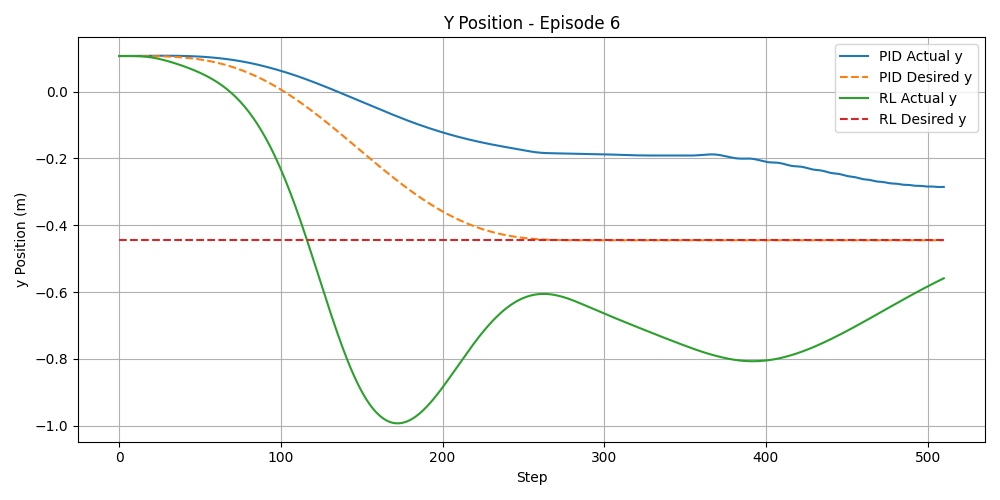 Y Position - Episode 6
PID Actual y
PID Desired y
RL Actual y
RL Desired y
y Position (m)
0.0
−0.2
−0.4
−0.6
−0.8
−1.0
0 100 200 300 400 500
Step